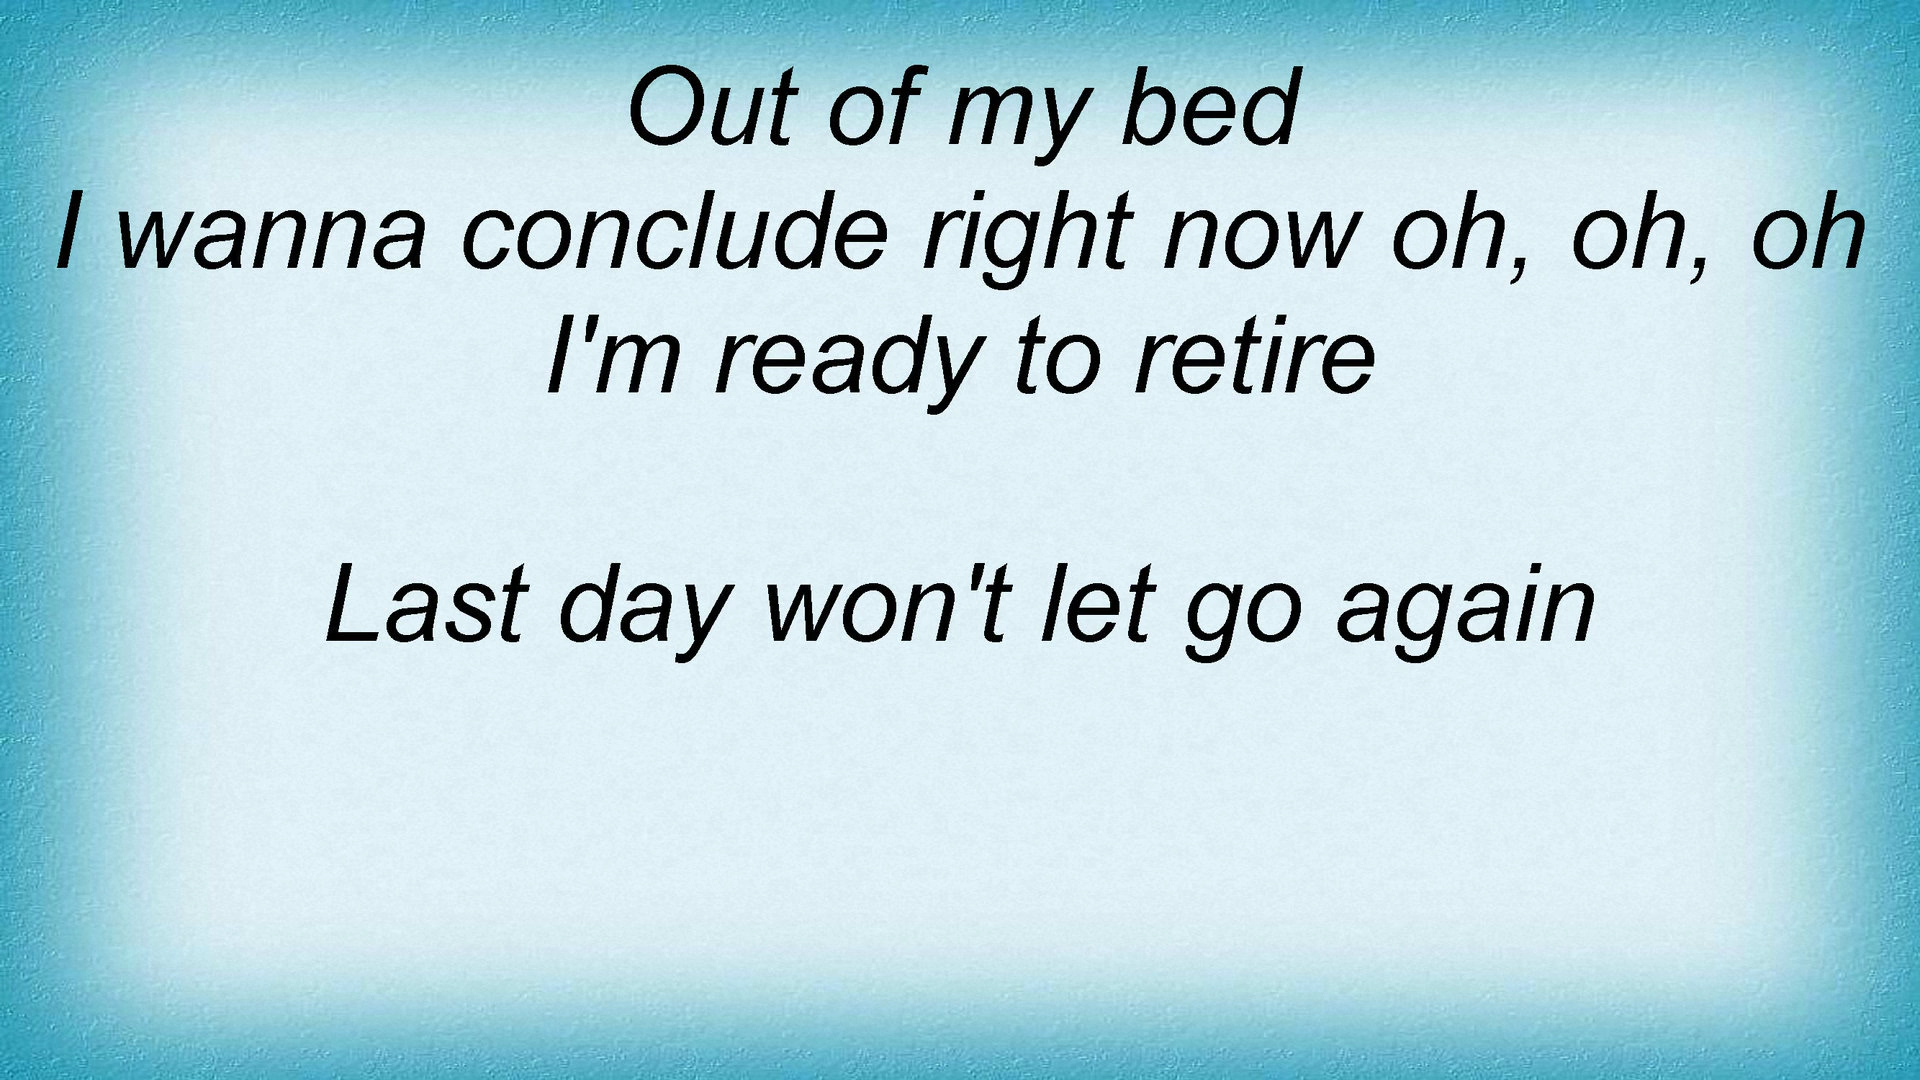 Out of my bed
I wanna conclude right now oh, oh, oh
I'm ready to retire
Last day won't let go again